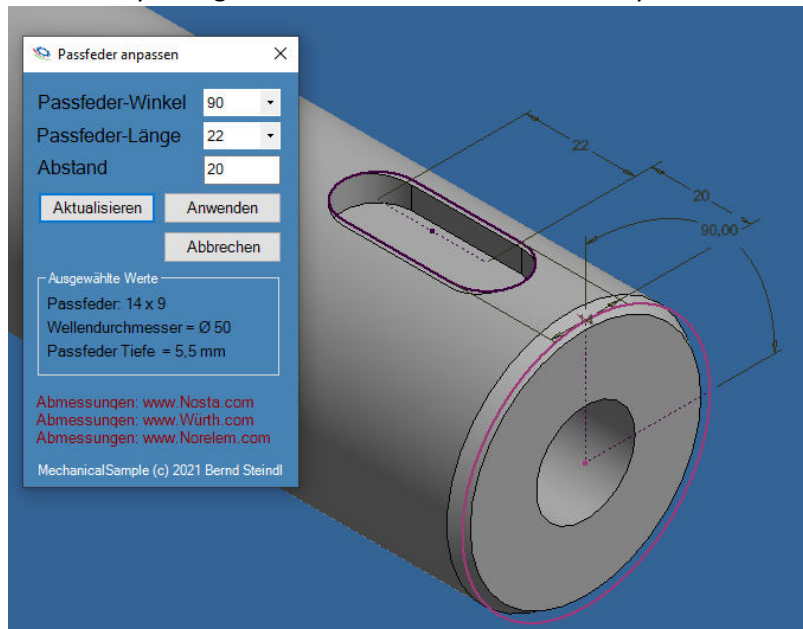 Passfeder anpassen
Passfeder-Winkel 90
Passfeder-Länge 22
Abstand 20
Aktualisieren Anwenden
Abbrechen
Ausgewählte Werte
Passfeder: 14 x 9
Wellendurchmesser = Ø 50
Passfeder Tiefe = 5,5 mm
Abmessungen: www.Nosta.com
Abmessungen: www.Würth.com
Abmessungen: www.Norelem.com
MechanicalSample (c) 2021 Bernd Steindl
22
20
90,00
14